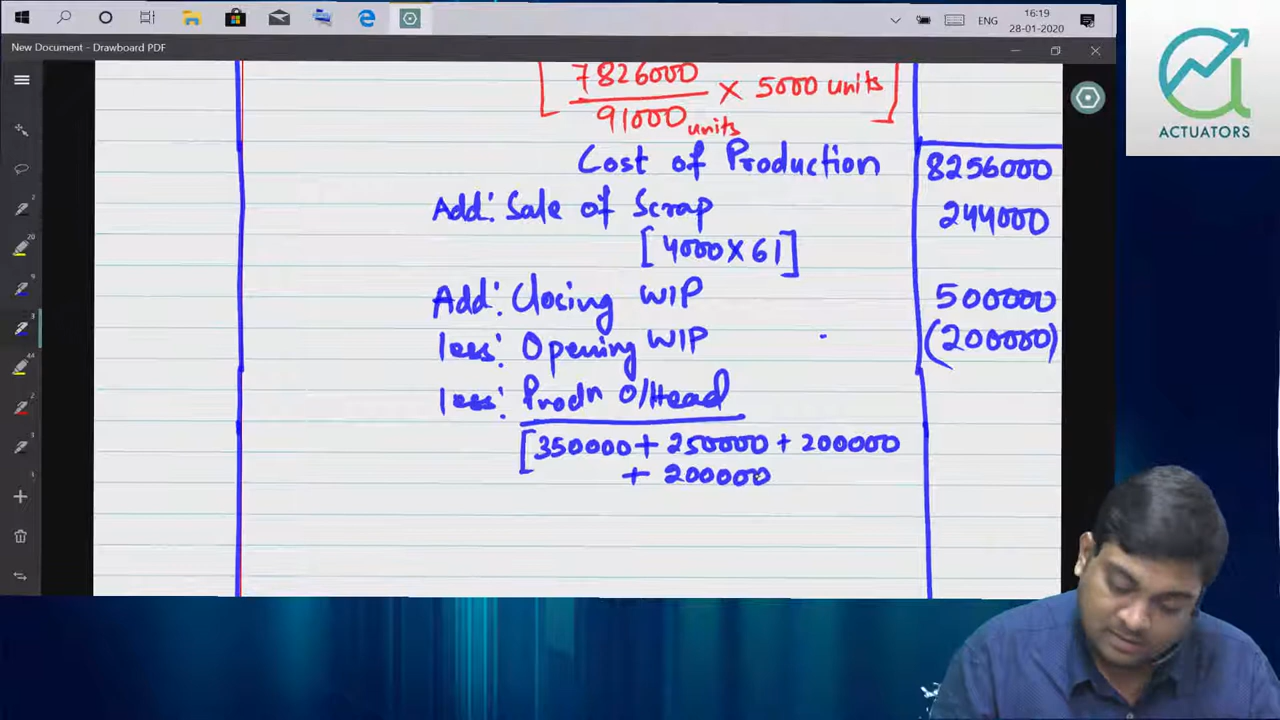 16:19
ENG
28-01-2020
New Document - Drawboard PDF
ACTUATORS
7826000 × 5000 units
91000 units
Cost of Production 8256000
Add: Sale of Scrap 244000
[4000×61]
Add: Closing WIP 500000
less: Opening WIP (200000)
less: Prodn O/Head
[350000+250000+200000
+200000